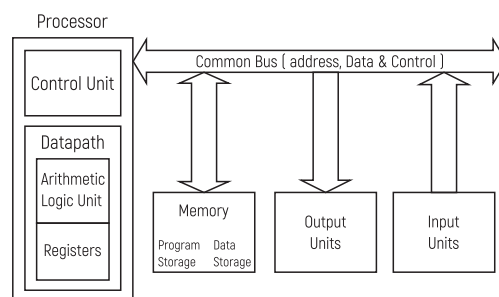 Processor
Common Bus ( address, Data & Control )
Control Unit
Datapath
Arithmetic
Logic Unit
Registers
Memory
Program Data
Storage Storage
Output
Units
Input
Units